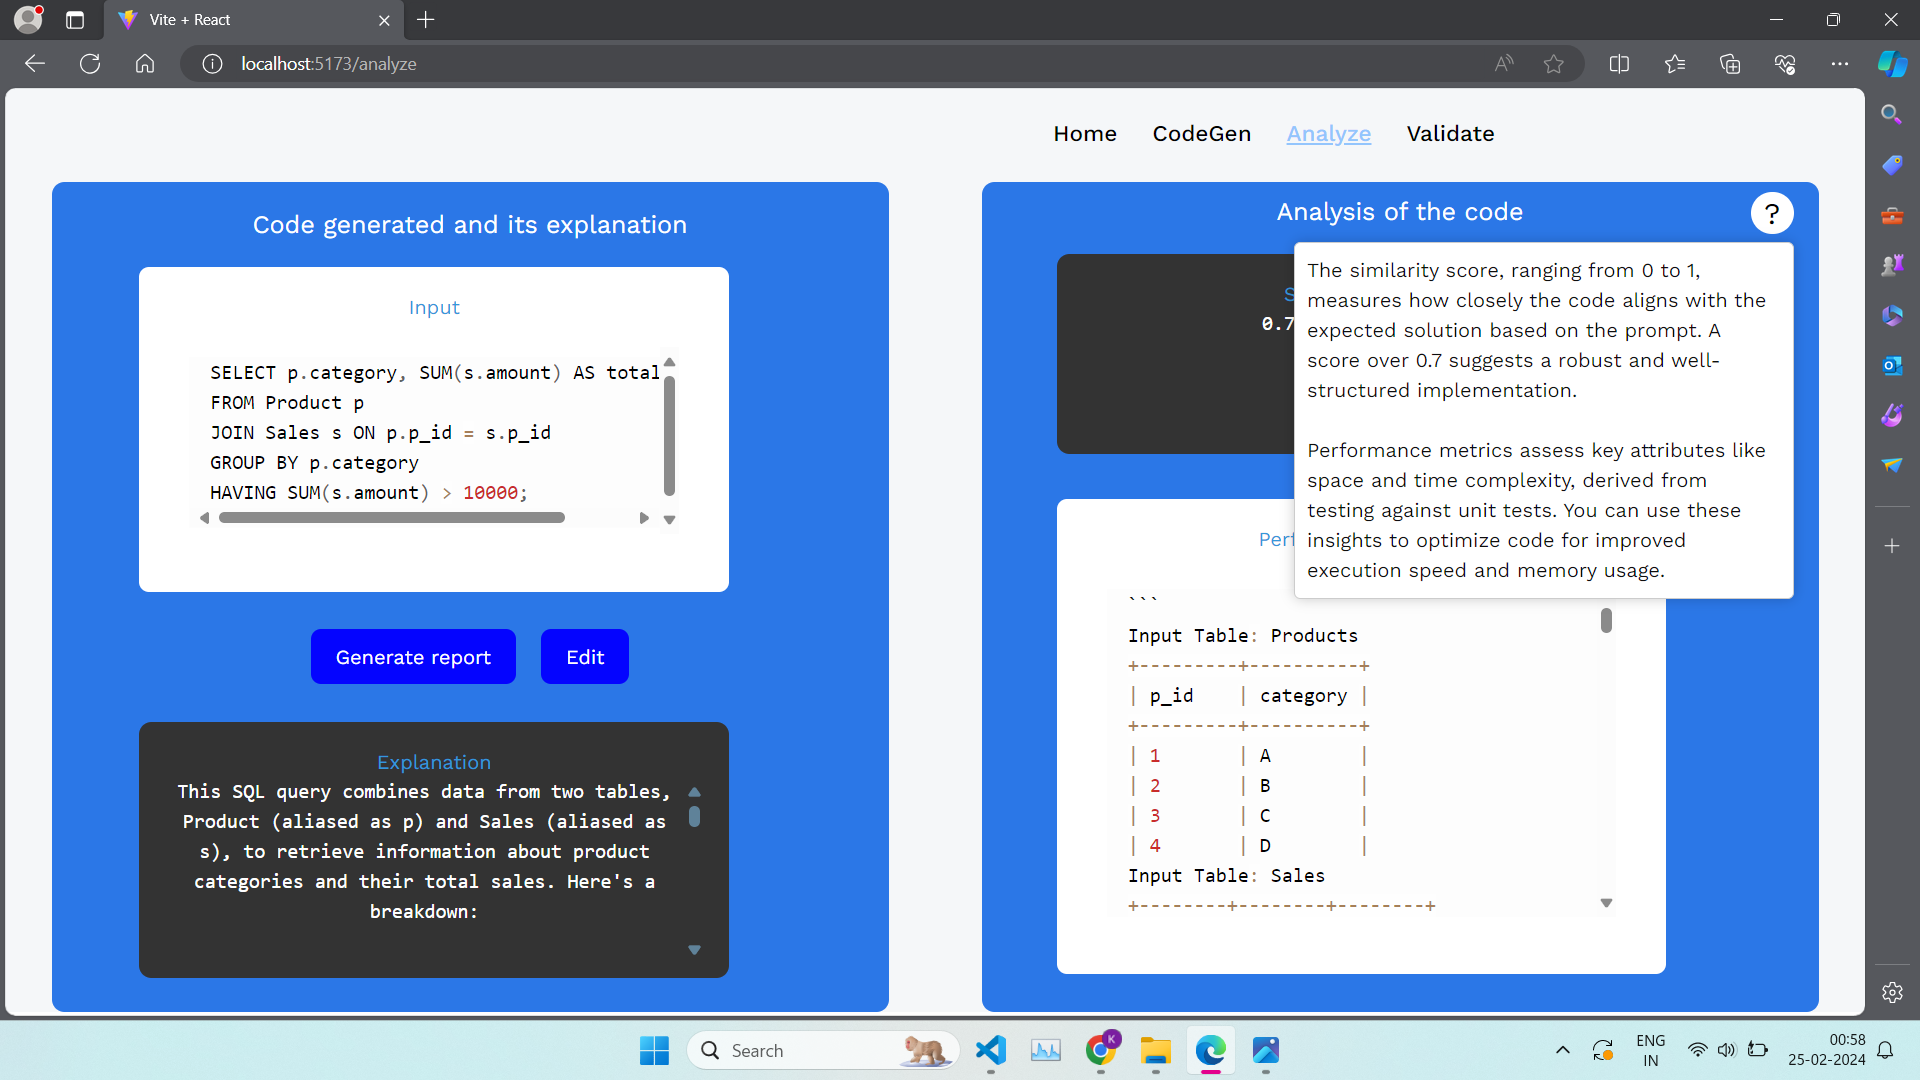 Vite + React
localhost:5173/analyze
Home CodeGen Analyze Validate
Code generated and its explanation
Input
SELECT p.category, SUM(s.amount) AS total
FROM Product p
JOIN Sales s ON p.p_id = s.p_id
GROUP BY p.category
HAVING SUM(s.amount) > 10000;
Generate report
Edit
Explanation
This SQL query combines data from two tables,
Product (aliased as p) and Sales (aliased as
s), to retrieve information about product
categories and their total sales. Here's a
breakdown:
Analysis of the code
?
S
0.7
The similarity score, ranging from 0 to 1,
measures how closely the code aligns with the
expected solution based on the prompt. A
score over 0.7 suggests a robust and well-
structured implementation.
Performance metrics assess key attributes like
space and time complexity, derived from
testing against unit tests. You can use these
insights to optimize code for improved
execution speed and memory usage.
Perf
```
Input Table: Products
+---------+----------+
| p_id    | category |
+---------+----------+
| 1       | A        |
| 2       | B        |
| 3       | C        |
| 4       | D        |
Input Table: Sales
+--------+--------+--------+
Search
K
ENG
IN
00:58
25-02-2024